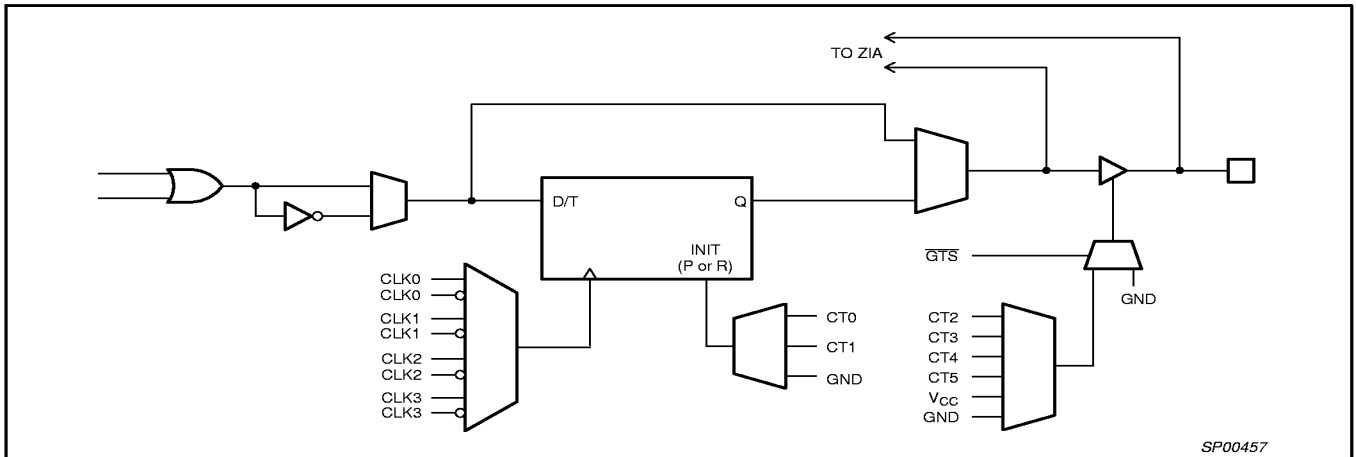 TO ZIA
D/T
Q
INIT
(P or R)
CLK0
CLK0
CLK1
CLK1
CLK2
CLK2
CLK3
CLK3
CT0
CT1
GND
G̅T̅S̅
GND
CT2
CT3
CT4
CT5
VCC
GND
SP00457